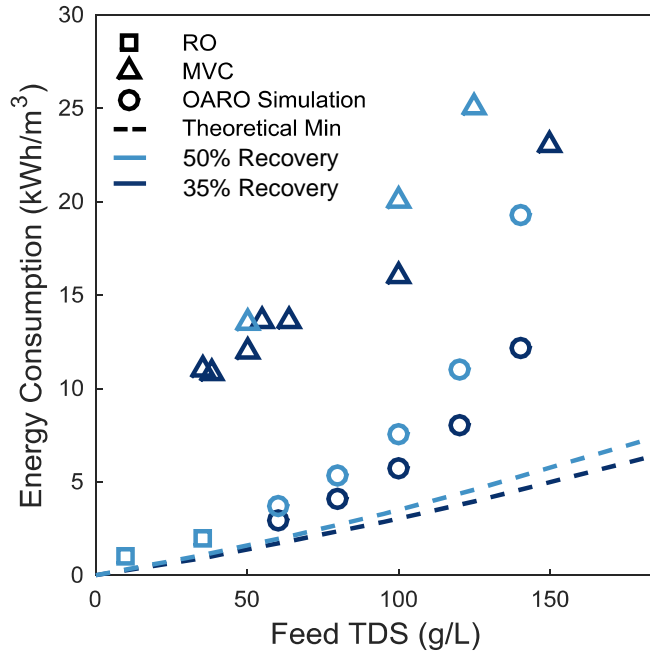 30
25
20
15
10
5
0
Energy Consumption (kWh/m³)
RO
MVC
OARO Simulation
Theoretical Min
50% Recovery
35% Recovery
0 50 100 150
Feed TDS (g/L)